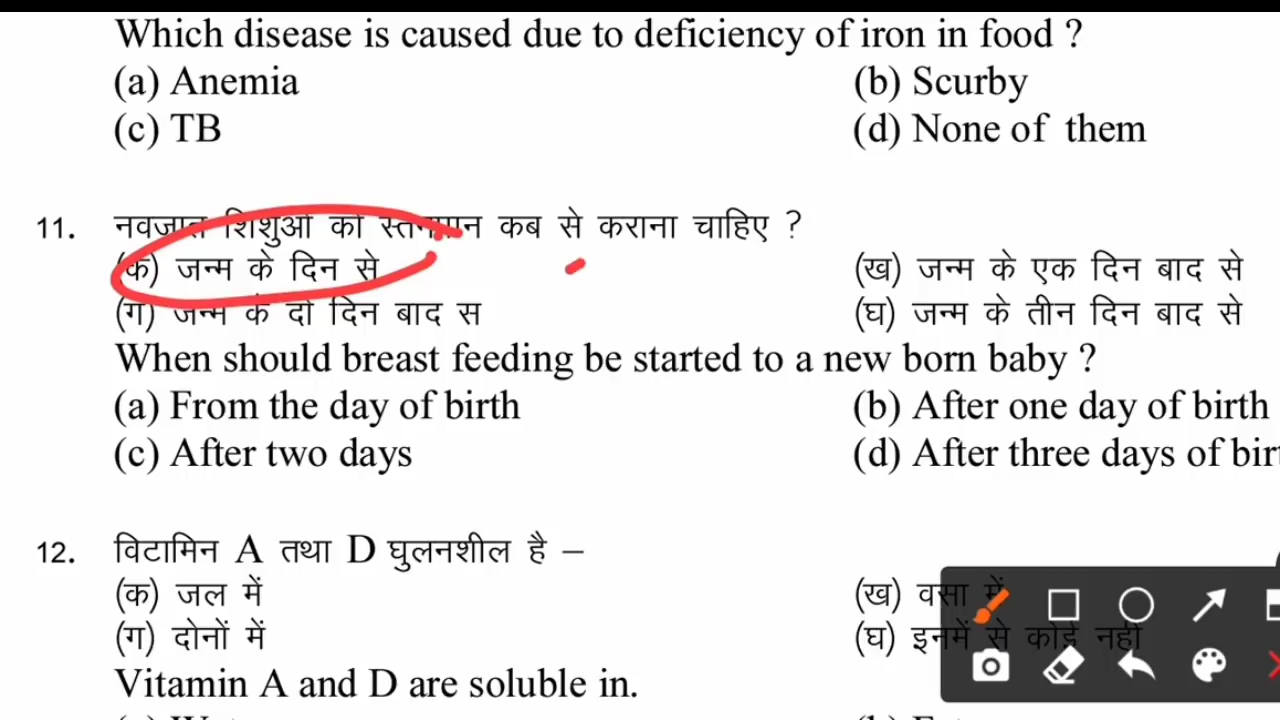 Which disease is caused due to deficiency of iron in food ?
(a) Anemia (b) Scurby
(c) TB (d) None of them
11. नवजात शिशुओं को स्तनपान कब से कराना चाहिए ?
(क) जन्म के दिन से (ख) जन्म के एक दिन बाद से
(ग) जन्म के दो दिन बाद स (घ) जन्म के तीन दिन बाद से
When should breast feeding be started to a new born baby ?
(a) From the day of birth (b) After one day of birth
(c) After two days (d) After three days of
12. विटामिन A तथा D घुलनशील है –
(क) जल में (ख) वसा में
(ग) दोनों में (घ) इनमें से कोई नहीं
Vitamin A and D are soluble in.